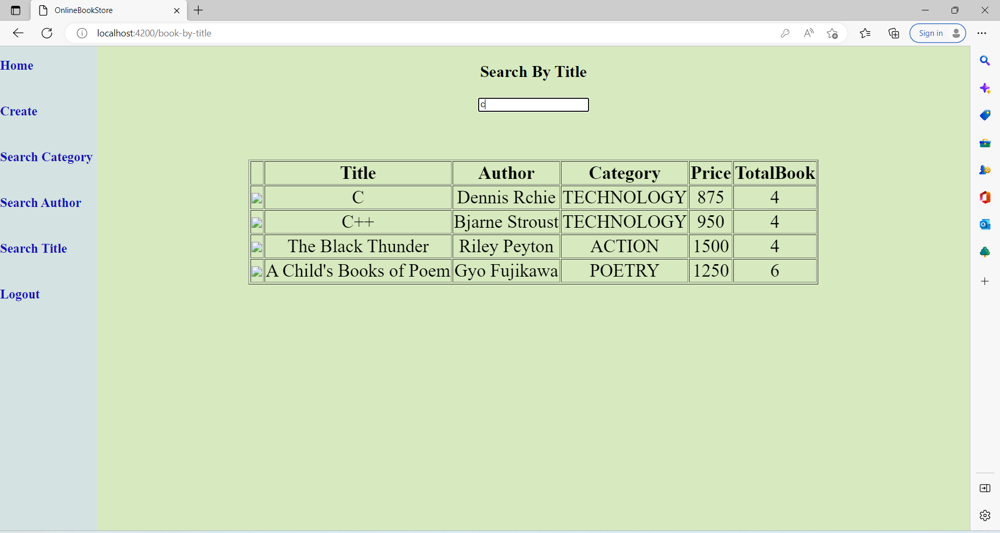 OnlineBookStore
localhost:4200/book-by-title
Sign in
Home
Create
Search Category
Search Author
Search Title
Logout
Search By Title
c
Title Author Category Price TotalBook
C Dennis Rchie TECHNOLOGY 875 4
C++ Bjarne Stroust TECHNOLOGY 950 4
The Black Thunder Riley Peyton ACTION 1500 4
A Child's Books of Poem Gyo Fujikawa POETRY 1250 6